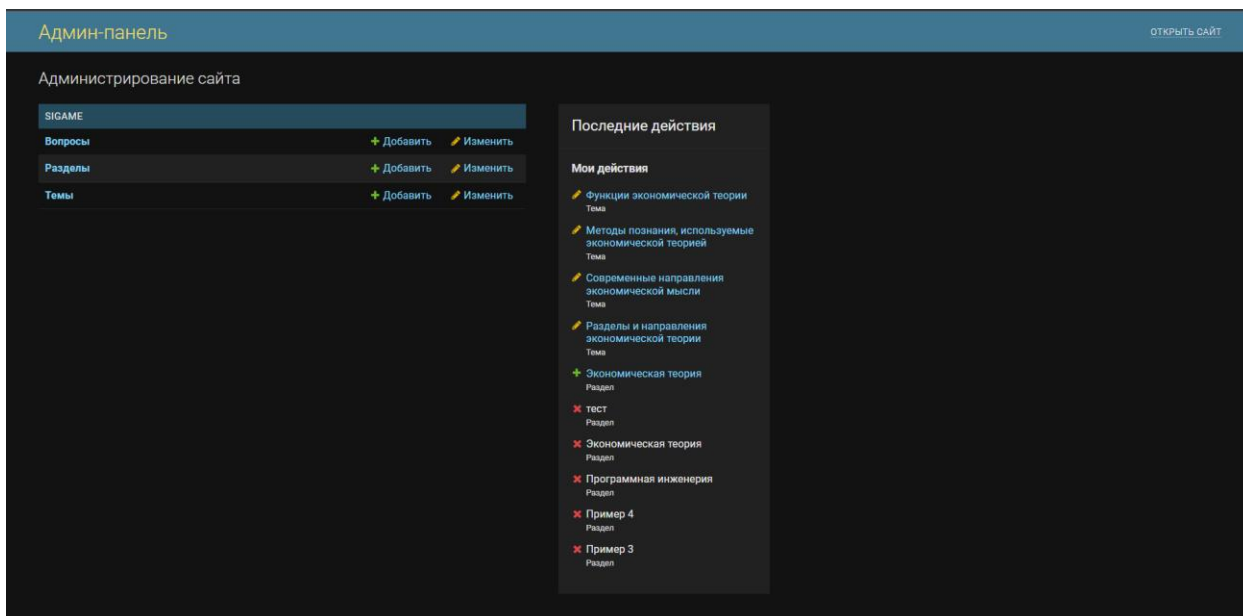 Админ-панель
ОТКРЫТЬ САЙТ
Администрирование сайта
SIGAME
Вопросы
Добавить
Изменить
Разделы
Добавить
Изменить
Темы
Добавить
Изменить
Последние действия
Мои действия
Функции экономической теории
Тема
Методы познания, используемые
экономической теорией
Тема
Современные направления
экономической мысли
Тема
Разделы и направления
экономической теории
Тема
Экономическая теория
Раздел
тест
Раздел
Экономическая теория
Раздел
Программная инженерия
Раздел
Пример 4
Раздел
Пример 3
Раздел